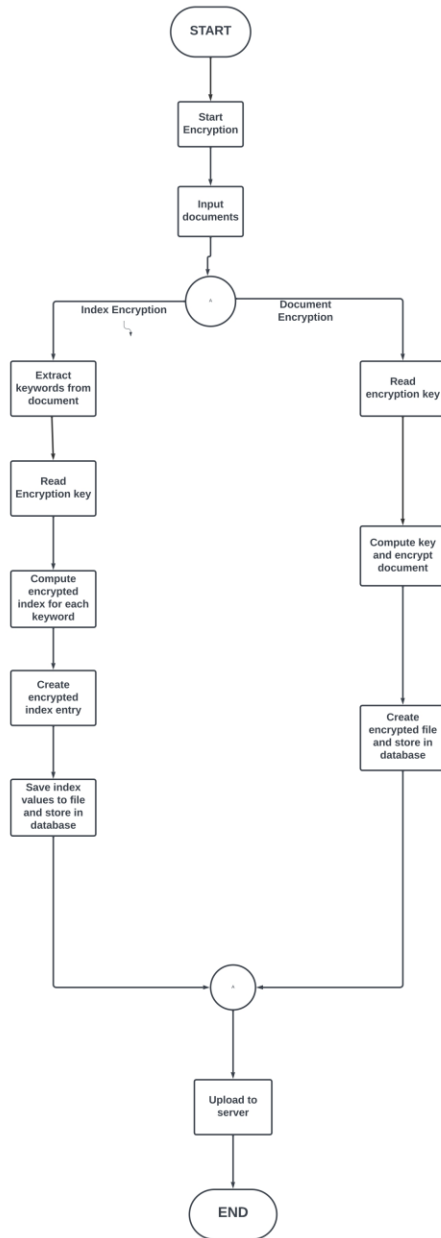 START
Start
Encryption
Input
documents
^
Index Encryption
Document
Encryption
Extract
keywords from
document
Read
encryption key
Read
Encryption key
Compute key
and encrypt
document
Compute
encrypted
index for each
keyword
Create
encrypted
index entry
Create
encrypted file
and store in
database
Save index
values to file
and store in
database
^
Upload to
server
END